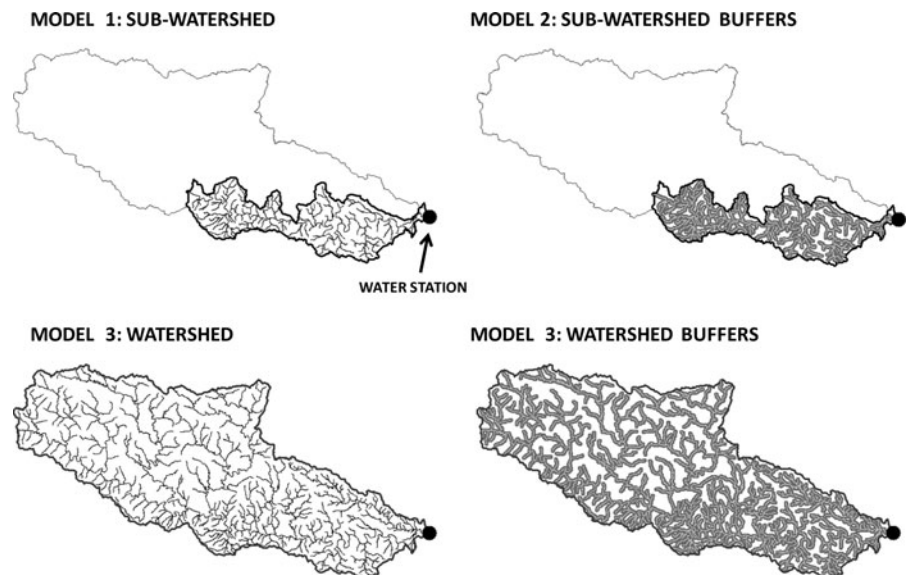 MODEL 1: SUB-WATERSHED
MODEL 2: SUB-WATERSHED BUFFERS
WATER STATION
MODEL 3: WATERSHED
MODEL 3: WATERSHED BUFFERS